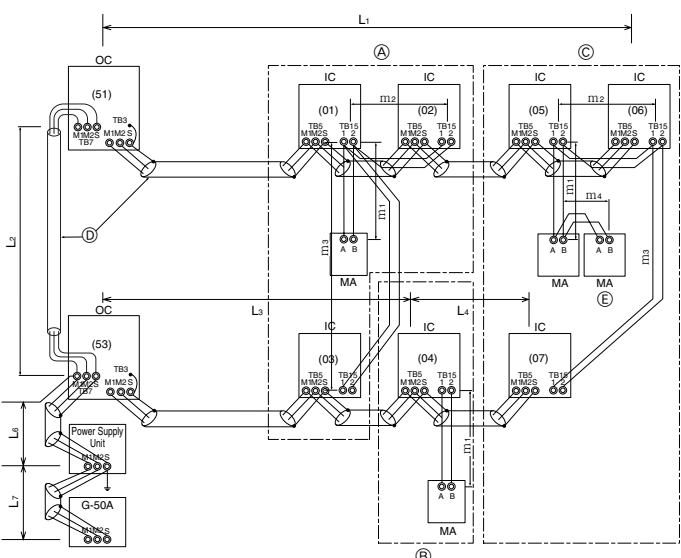 L1
A
C
OC
IC
IC
IC
IC
(51)
(01)
m2
(02)
(05)
m2
(06)
TB3
M1M2S
TB7
M1M2S
TB5
M1M2S
TB15
1 2
TB5
M1M2S
TB15
1 2
TB5
M1M2S
TB15
1 2
TB5
M1M2S
TB15
1 2
m1
m1
m4
L2
D
m3
A B
MA
A B
A B
MA
MA
E
m3
L3
L4
OC
IC
IC
IC
(53)
(03)
(04)
(07)
TB3
M1M2S
TB7
M1M2S
TB5
M1M2S
TB15
1 2
TB5
M1M2S
TB15
1 2
TB5
M1M2S
TB15
1 2
L6
Power Supply
Unit
M1M2S
m1
L7
G-50A
M1M2S
A B
MA
B